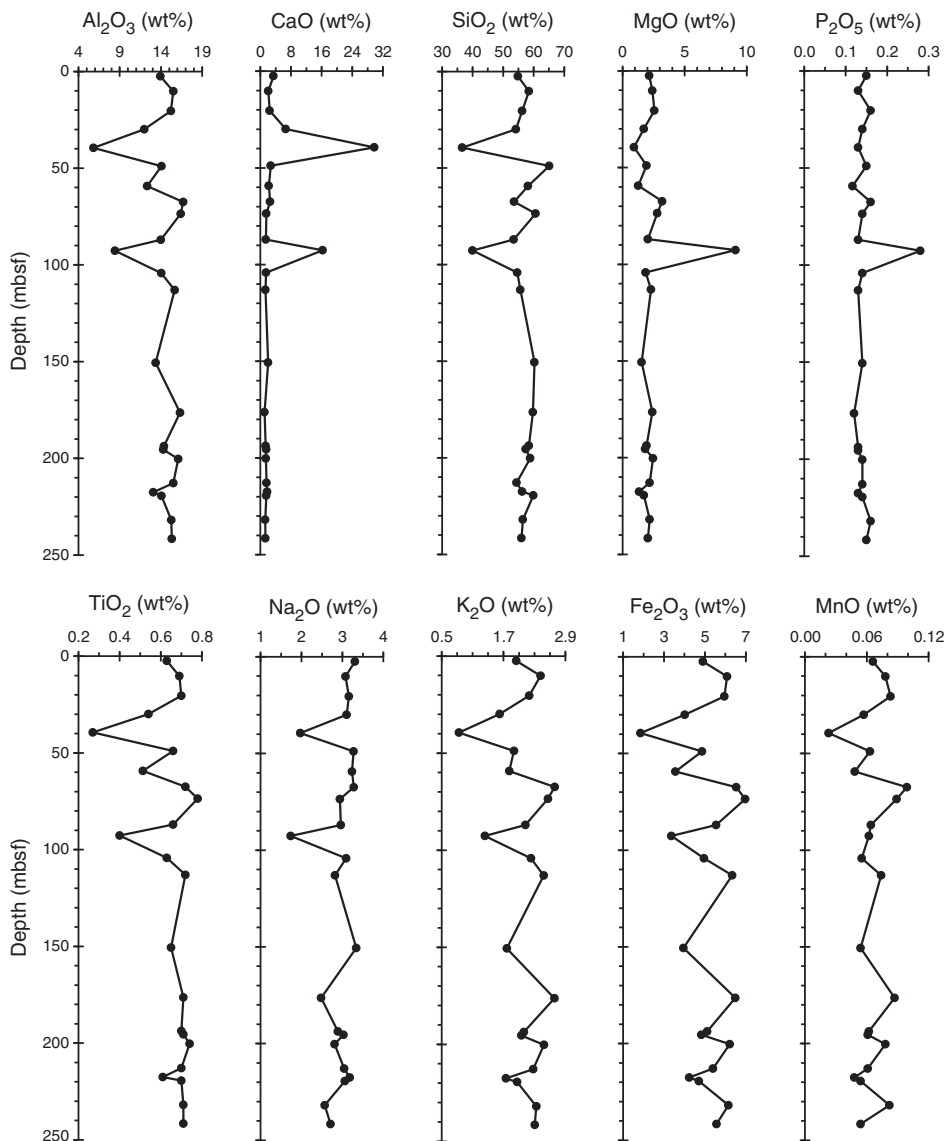 Al₂O₃ (wt%) CaO (wt%) SiO₂ (wt%) MgO (wt%) P₂O₅ (wt%)
4 9 14 19 0 8 16 24 32 30 40 50 60 70 0 5 10 0.0 0.1 0.2 0.3
0
50
100
150
200
250
Depth (mbsf)
TiO₂ (wt%) Na₂O (wt%) K₂O (wt%) Fe₂O₃ (wt%) MnO (wt%)
0.2 0.4 0.6 0.8 1 2 3 4 0.5 1.7 2.9 1 3 5 7 0.00 0.06 0.12
0
50
100
150
200
250
Depth (mbsf)